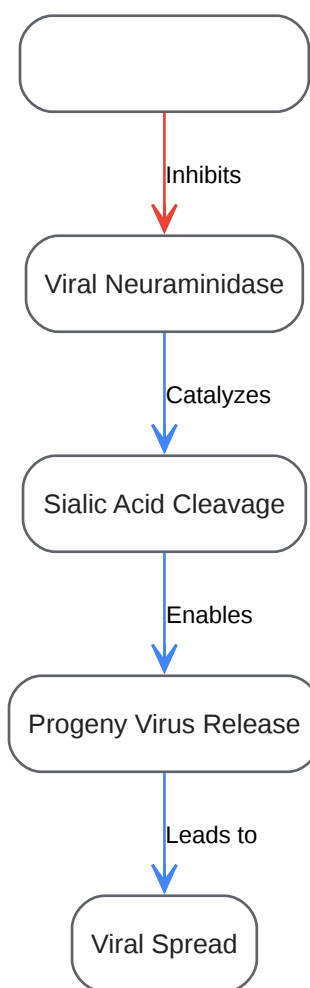 Inhibits
Viral Neuraminidase
Catalyzes
Sialic Acid Cleavage
Enables
Progeny Virus Release
Leads to
Viral Spread